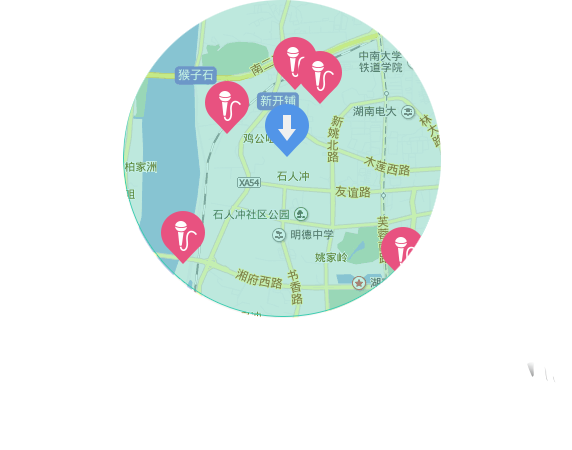 中南大学
铁道学院
南二
猴子石
新开铺
湖南电大
新姚北路
林大路
鸡公
木莲西路
柏家洲
石人冲
XA54
友谊路
石人冲社区公园
明德中学
姚家岭
湘府西路
书香路